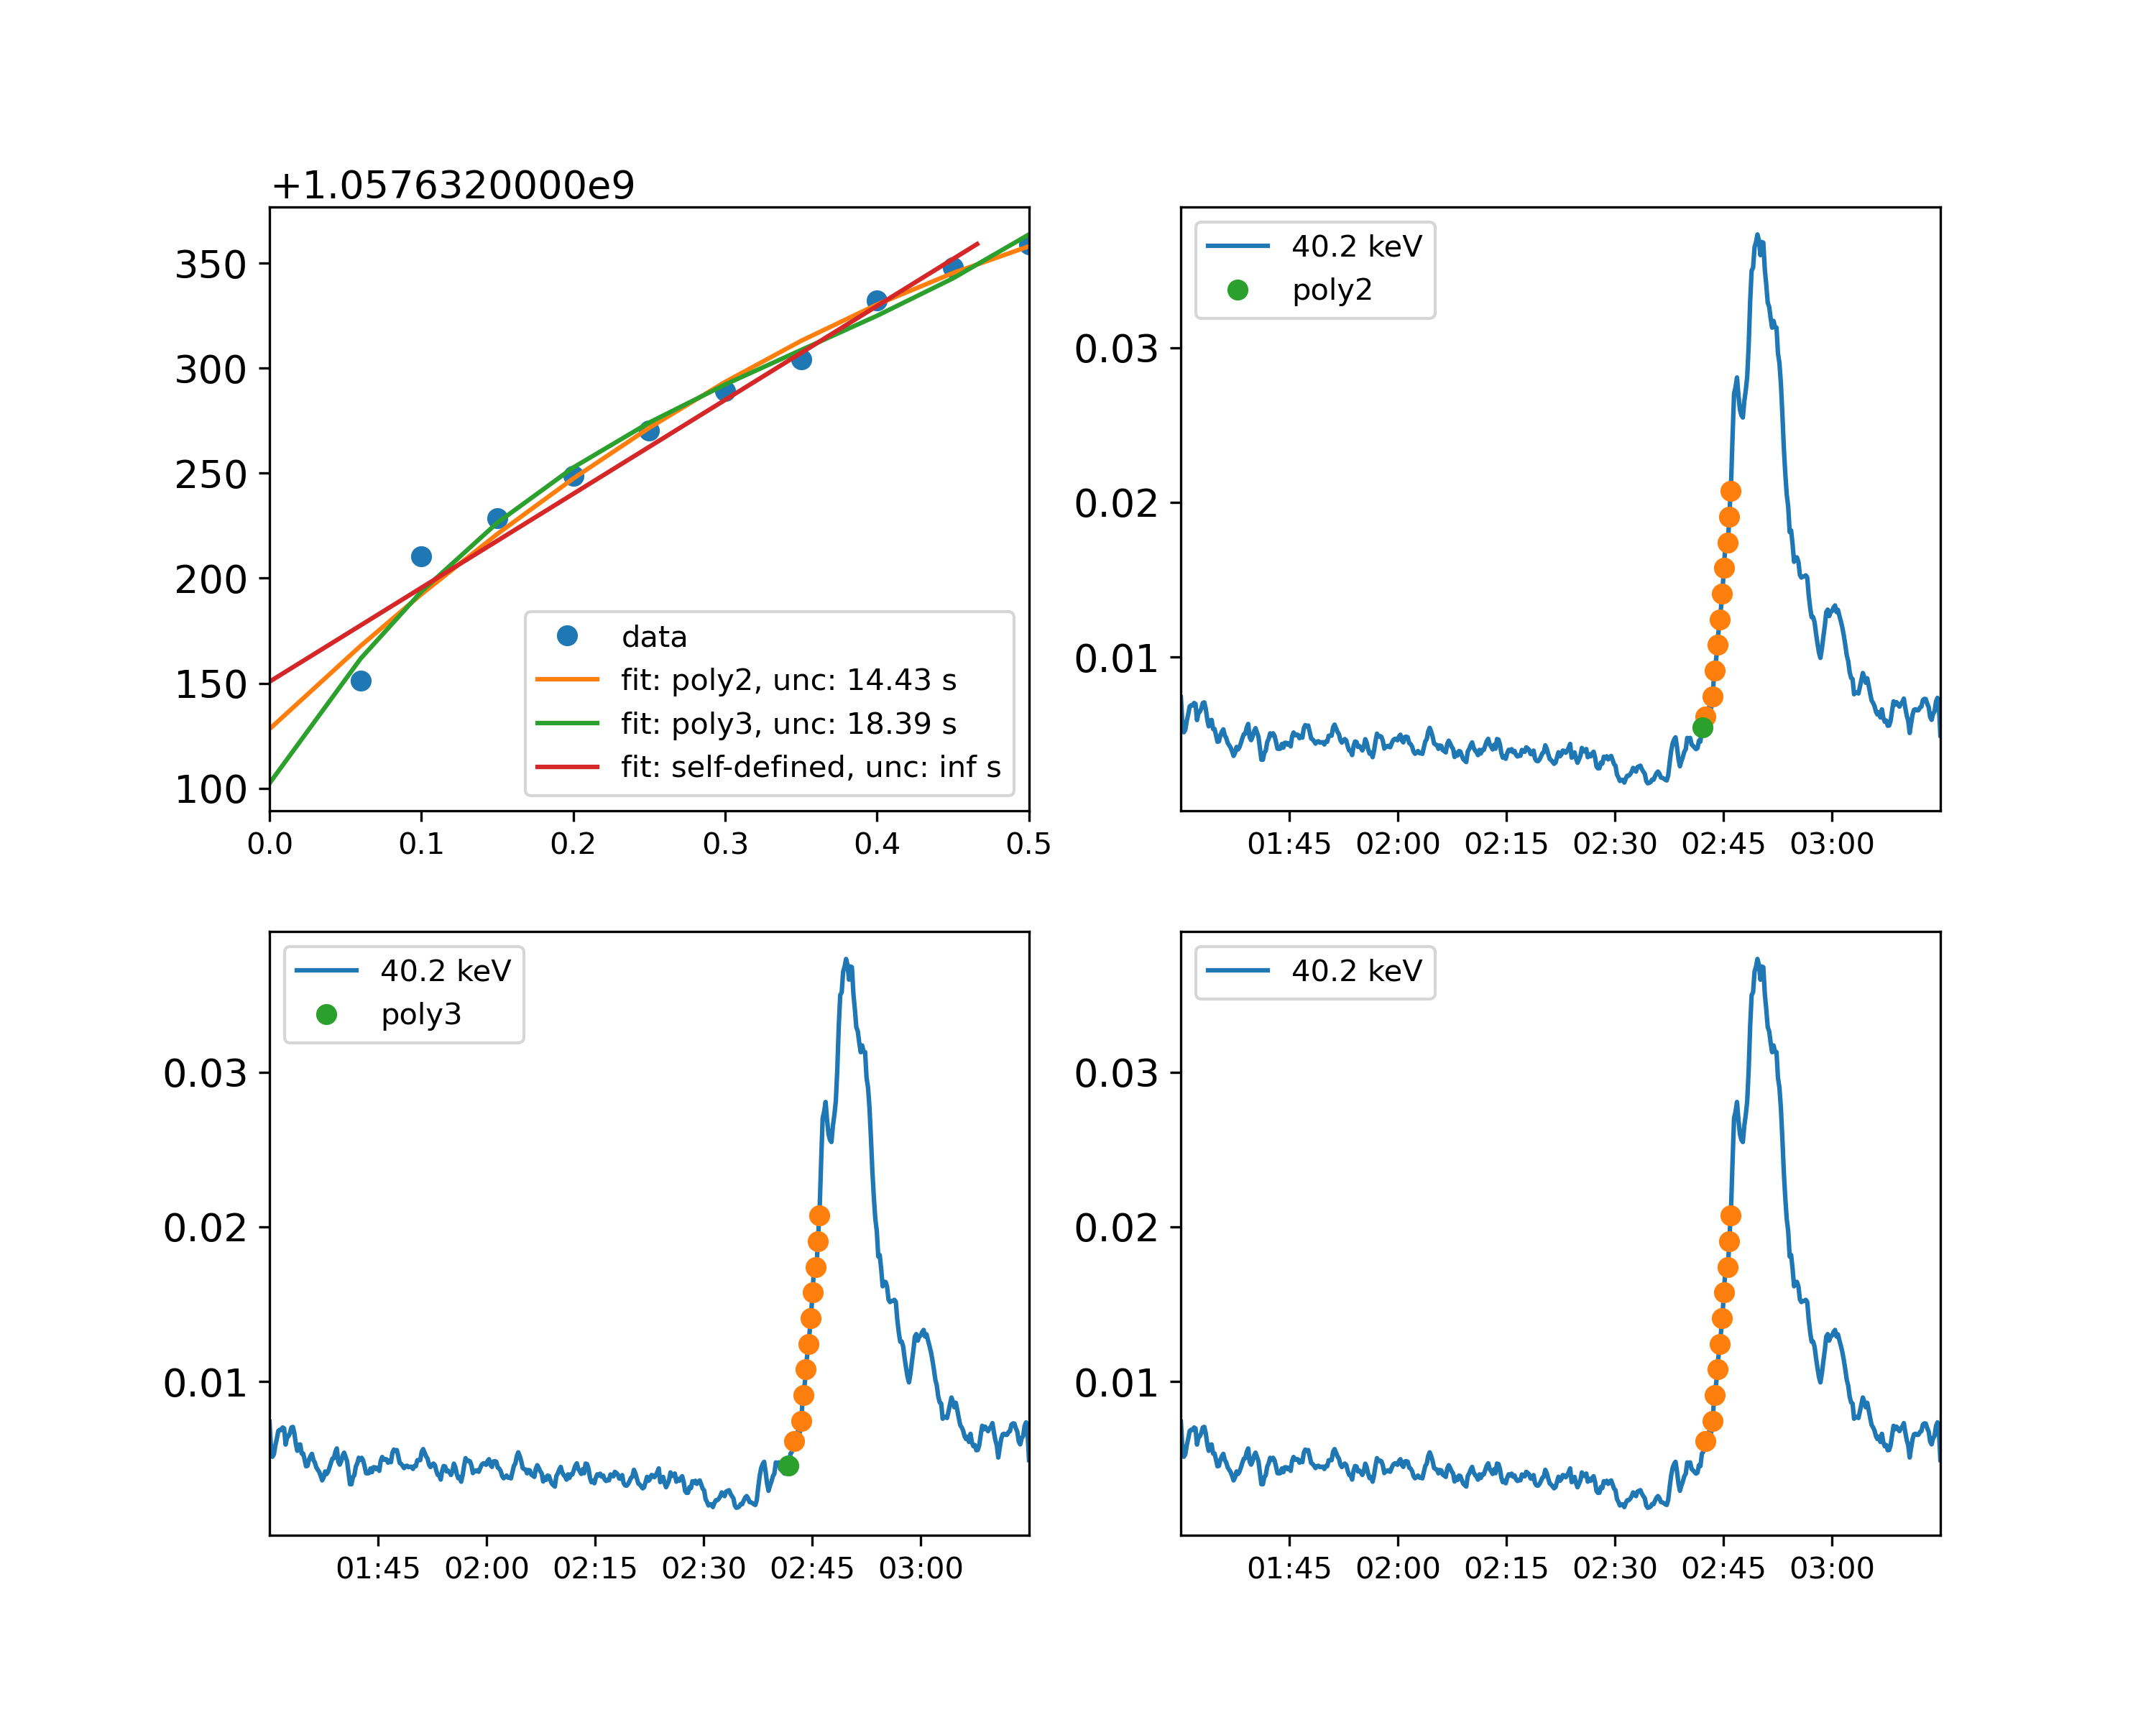 +1.0576320000e9
350
300
250
200
150
100
0.0 0.1 0.2 0.3 0.4 0.5
data
fit: poly2, unc: 14.43 s
fit: poly3, unc: 18.39 s
fit: self-defined, unc: inf s
40.2 keV
poly2
0.03
0.02
0.01
01:45 02:00 02:15 02:30 02:45 03:00
40.2 keV
poly3
0.03
0.02
0.01
01:45 02:00 02:15 02:30 02:45 03:00
40.2 keV
0.03
0.02
0.01
01:45 02:00 02:15 02:30 02:45 03:00